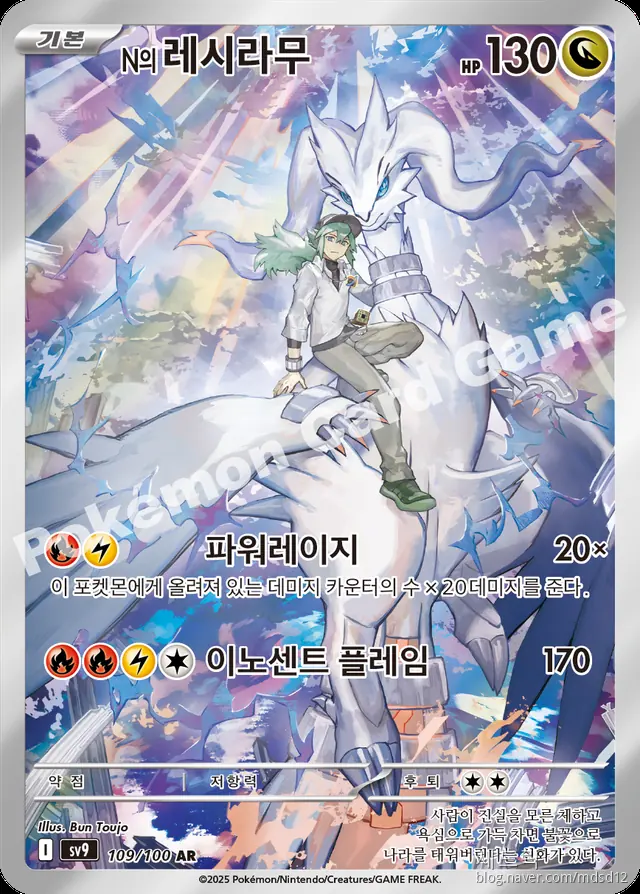 기본
N의 레시라무
HP 130
파워레이지 20×
이 포켓몬에게 올려져 있는 데미지 카운터의 수×20데미지를 준다.
이노센트 플레임 170
약점 저항력 후퇴
Illus. Bun Toujo
사람이 진실을 모른 체하고
욕심으로 가득 차면 불꽃으로
나라를 태워버린다는 신화가 있다.
I sv9 109/100 AR
©2025 Pokémon/Nintendo/Creatures/GAME FREAK.
Pokémon Card Game
blog.naver.com/mdsd12